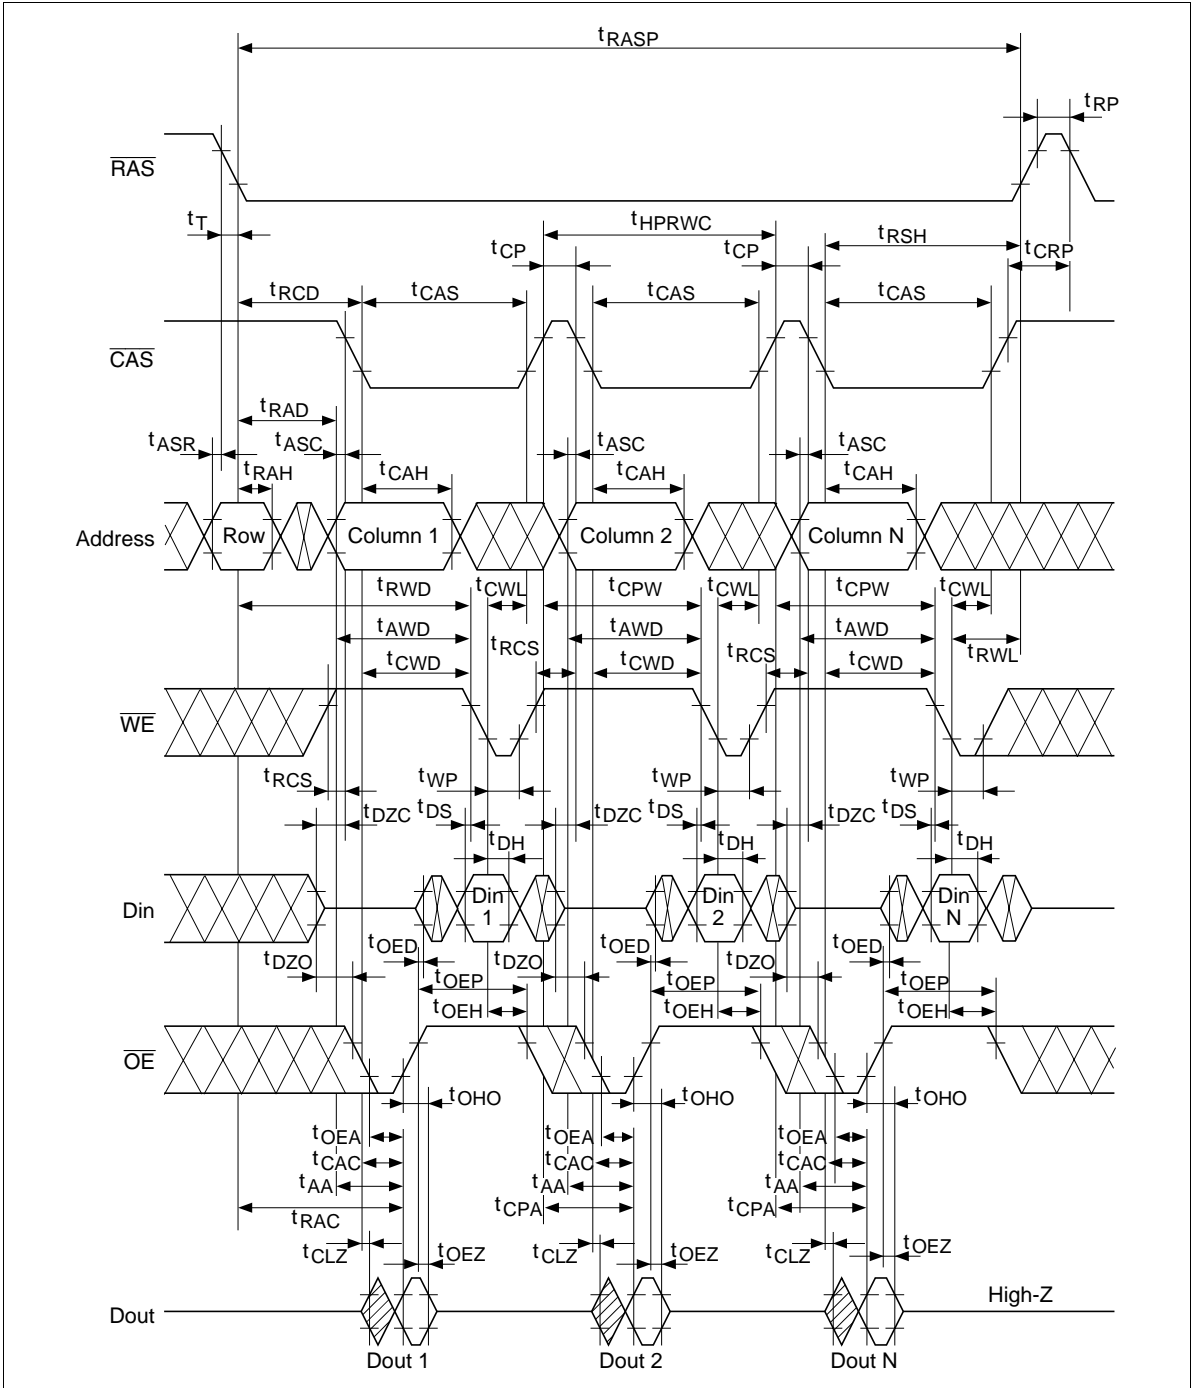 tRASP
tRP
RAS
tT
tHPRWC
tRSH
tCP
tCP
tCRP
tRCD
tCAS
tCAS
tCAS
CAS
tRAD
tASR
tASC
tASC
tASC
tRAH
tCAH
tCAH
tCAH
Address
Row
Column 1
Column 2
Column N
tRWD
tCWL
tCPW
tCWL
tCPW
tCWL
tAWD
tAWD
tAWD
tRCS
tRCS
tRWL
tCWD
tCWD
tCWD
WE
tRCS
tWP
tWP
tWP
tDZC
tDS
tDZC
tDS
tDZC
tDS
tDH
tDH
tDH
Din
Din 1
Din 2
Din N
tOED
tOED
tOED
tDZO
tDZO
tDZO
tOEP
tOEP
tOEP
tOEH
tOEH
tOEH
OE
tOHO
tOHO
tOHO
tOEA
tOEA
tOEA
tCAC
tCAC
tCAC
tAA
tAA
tAA
tRAC
tCPA
tCPA
tCLZ
tOEZ
tCLZ
tOEZ
tCLZ
tOEZ
High-Z
Dout
Dout 1
Dout 2
Dout N